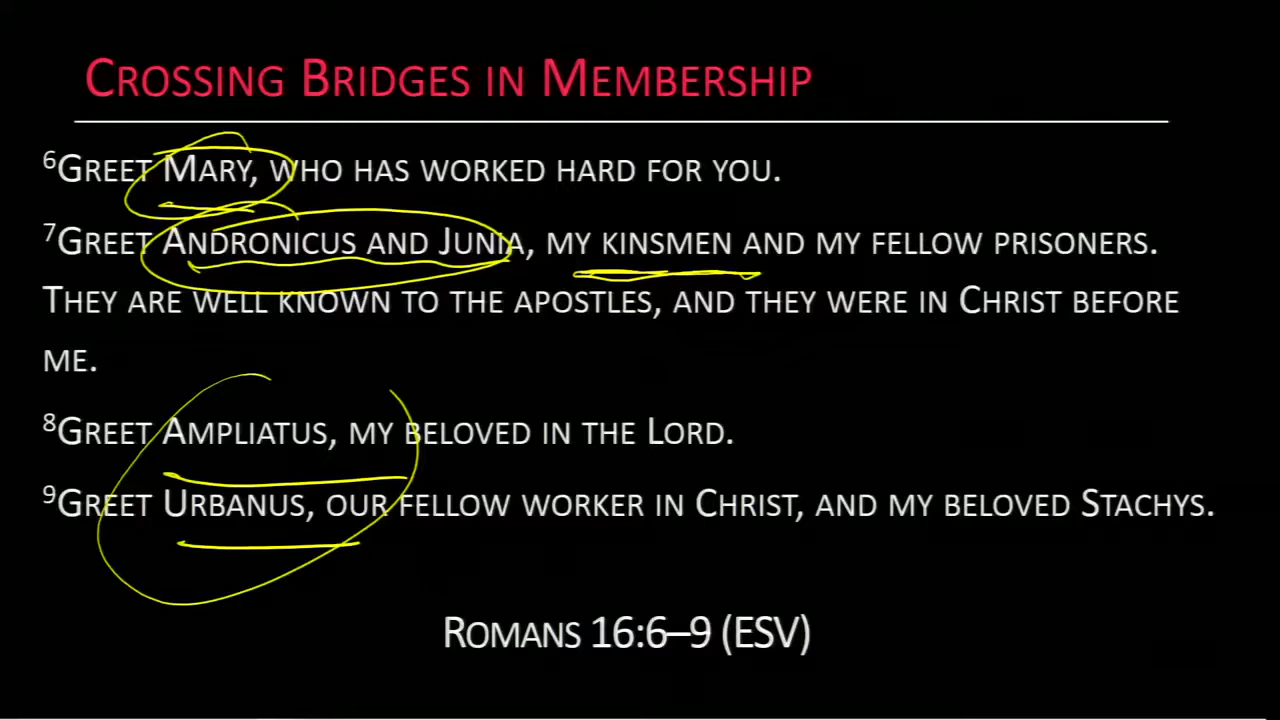 Crossing Bridges in Membership
6Greet Mary, who has worked hard for you.
7Greet Andronicus and Junia, my kinsmen and my fellow prisoners.
They are well known to the apostles, and they were in Christ before
me.
8Greet Ampliatus, my beloved in the Lord.
9Greet Urbanus, our fellow worker in Christ, and my beloved Stachys.
Romans 16:6–9 (ESV)